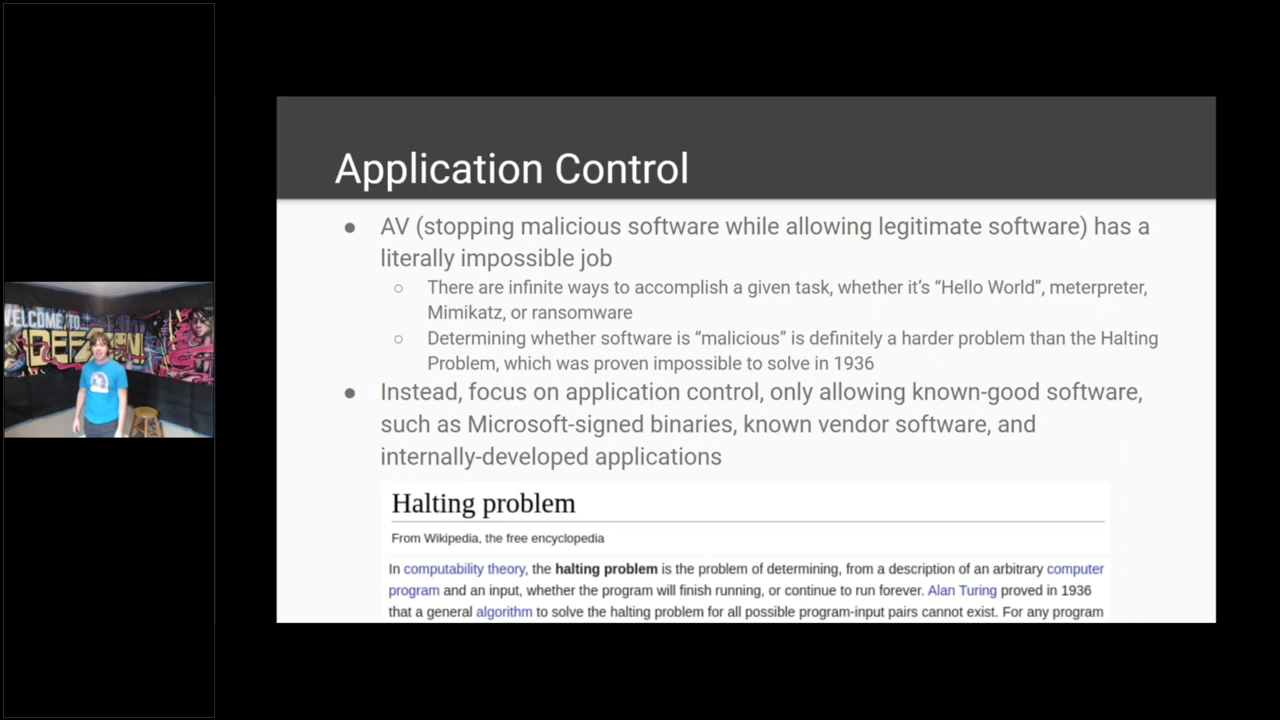 Application Control
● AV (stopping malicious software while allowing legitimate software) has a
literally impossible job
○ There are infinite ways to accomplish a given task, whether it’s “Hello World”, meterpreter,
Mimikatz, or ransomware
○ Determining whether software is “malicious” is definitely a harder problem than the Halting
Problem, which was proven impossible to solve in 1936
● Instead, focus on application control, only allowing known-good software,
such as Microsoft-signed binaries, known vendor software, and
internally-developed applications
Halting problem
From Wikipedia, the free encyclopedia
In computability theory, the halting problem is the problem of determining, from a description of an arbitrary computer
program and an input, whether the program will finish running, or continue to run forever. Alan Turing proved in 1936
that a general algorithm to solve the halting problem for all possible program-input pairs cannot exist. For any program
WELCOME TO
DEFCON